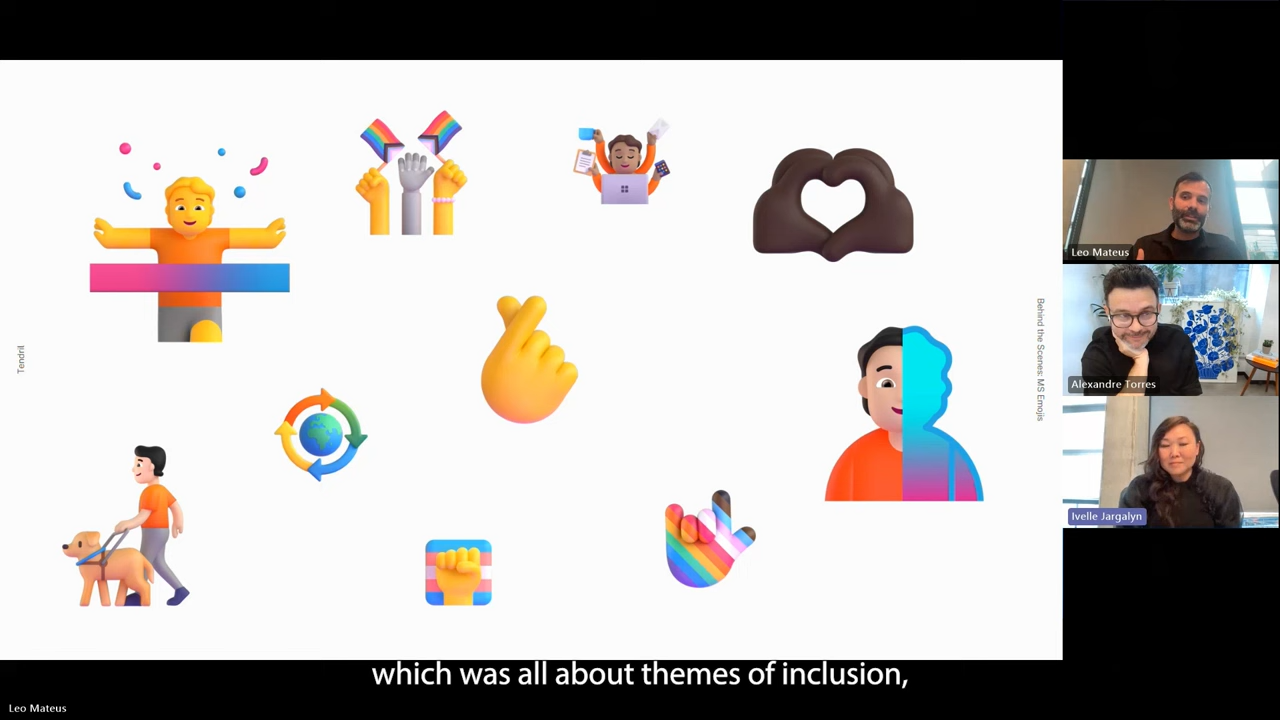 Tendril
Behind the Scenes: MS Emojis
Leo Mateus
Alexandre Torres
Ivelle Jargalyn
which was all about themes of inclusion,
Leo Mateus